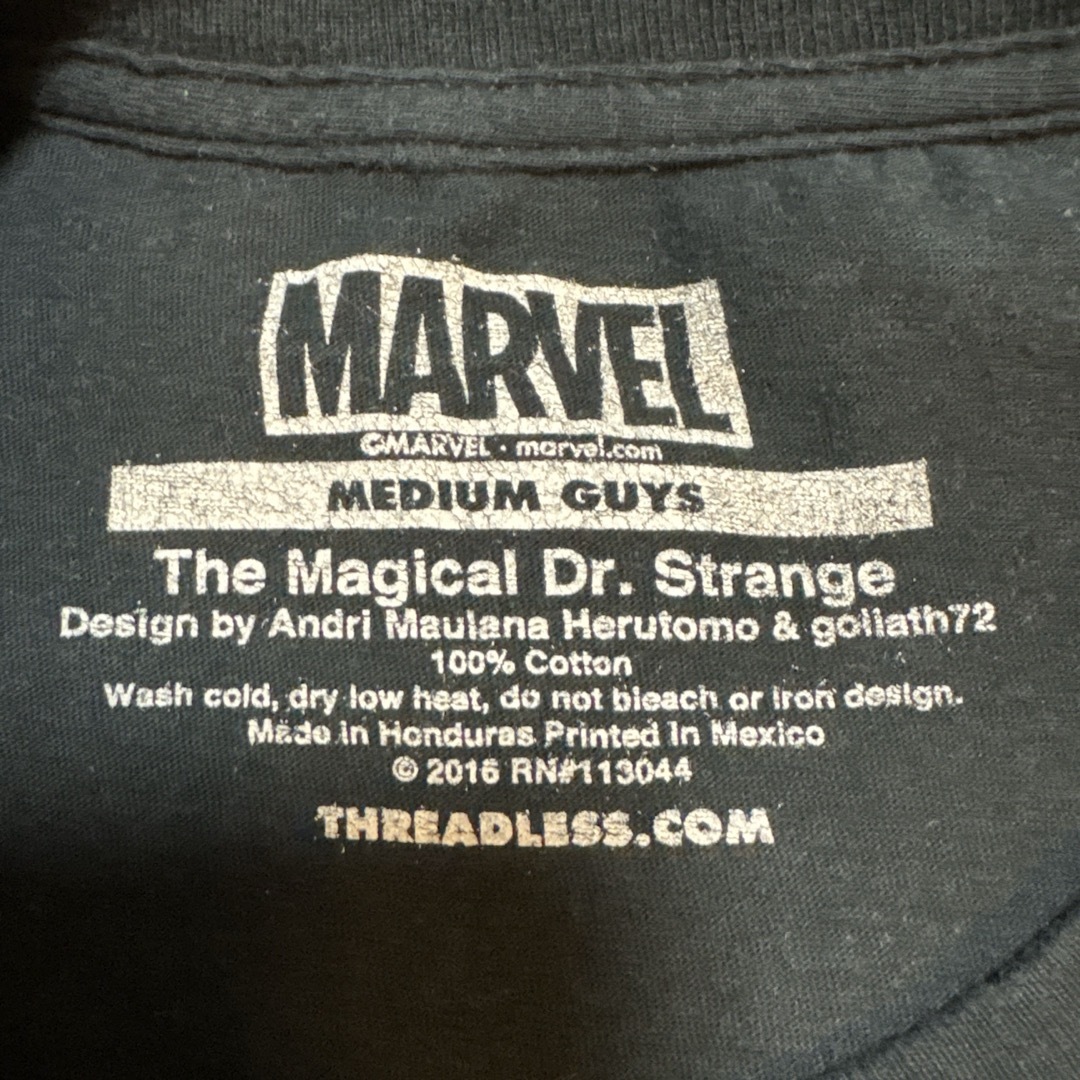 MARVEL
©MARVEL · marvel.com
MEDIUM GUYS
The Magical Dr. Strange
Design by Andri Maulana Herutomo & goliath72
100% Cotton
Wash cold, dry low heat, do not bleach or iron design.
Made in Honduras Printed in Mexico
© 2016 RN#113044
THREADLESS.COM